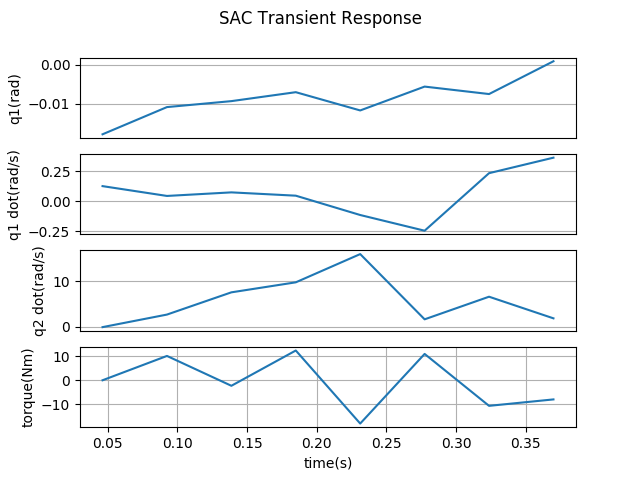 SAC Transient Response
q1(rad)
0.00
−0.01
q1 dot(rad/s)
0.25
0.00
−0.25
q2 dot(rad/s)
10
0
torque(Nm)
10
0
−10
0.05 0.10 0.15 0.20 0.25 0.30 0.35
time(s)